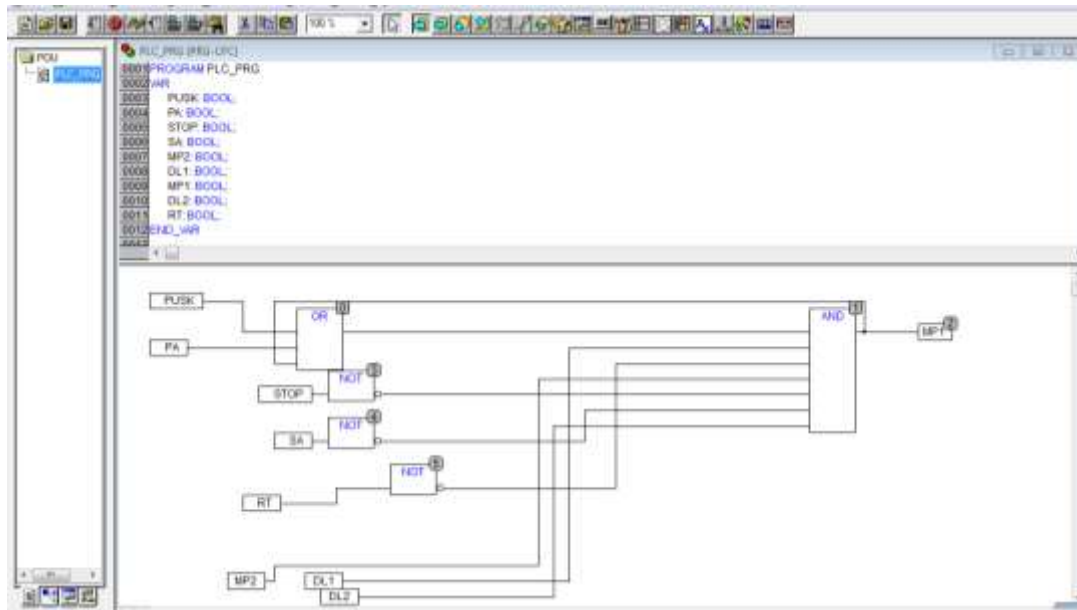 100 %
POU
PLC_PRG
PLC_PRG (PRG-CFC)
0001 PROGRAM PLC_PRG
0002 VAR
0003 PUSK: BOOL;
0004 PA: BOOL;
0005 STOP: BOOL;
0006 SA: BOOL;
0007 MP2: BOOL;
0008 DL1: BOOL;
0009 MP1: BOOL;
0010 DL2: BOOL;
0011 RT: BOOL;
0012 END_VAR
PUSK
OR
0
AND
1
MP1
2
PA
STOP
NOT
3
SA
NOT
4
NOT
5
RT
MP2
DL1
DL2